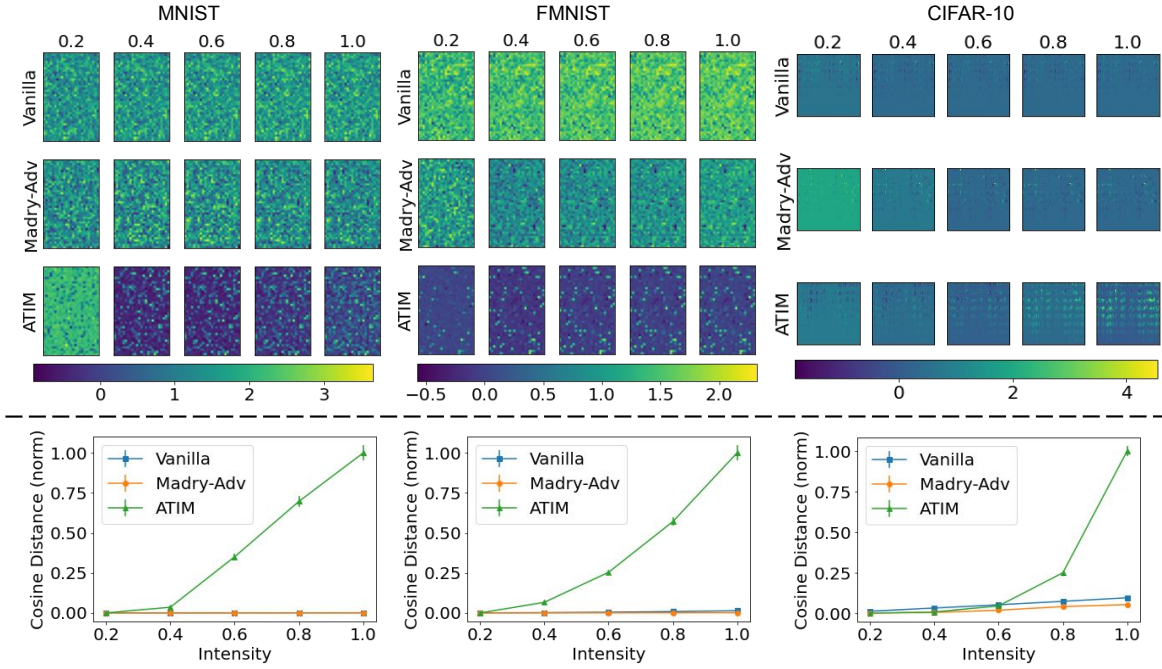 MNIST
FMNIST
CIFAR-10
0.2 0.4 0.6 0.8 1.0
0.2 0.4 0.6 0.8 1.0
0.2 0.4 0.6 0.8 1.0
Vanilla
Vanilla
Vanilla
Madry-Adv
Madry-Adv
Madry-Adv
ATIM
ATIM
ATIM
0 1 2 3
−0.5 0.0 0.5 1.0 1.5 2.0
0 2 4
Cosine Distance (norm)
1.00
0.75
0.50
0.25
0.00
Vanilla
Madry-Adv
ATIM
0.2 0.4 0.6 0.8 1.0
Intensity
Cosine Distance (norm)
1.00
0.75
0.50
0.25
0.00
Vanilla
Madry-Adv
ATIM
0.2 0.4 0.6 0.8 1.0
Intensity
Cosine Distance (norm)
1.00
0.75
0.50
0.25
0.00
Vanilla
Madry-Adv
ATIM
0.2 0.4 0.6 0.8 1.0
Intensity